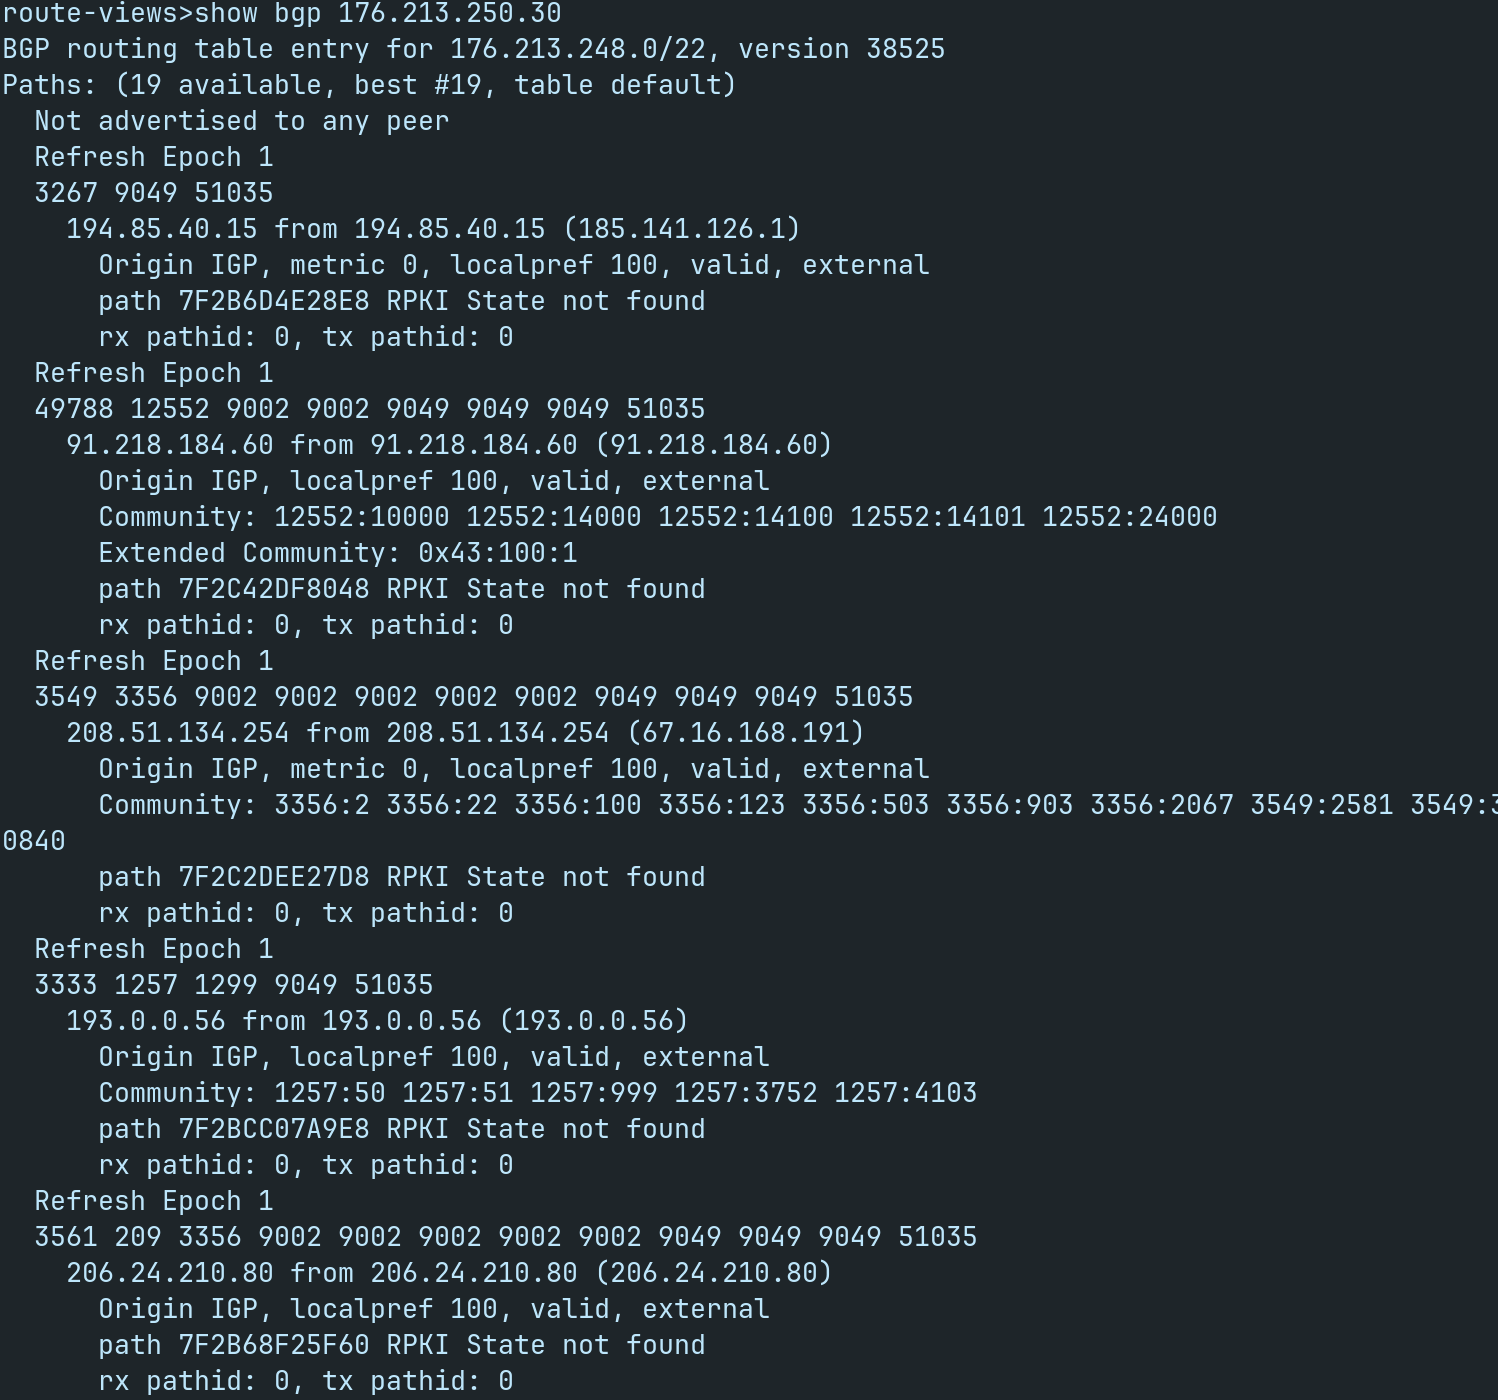 route-views>show bgp 176.213.250.30
BGP routing table entry for 176.213.248.0/22, version 38525
Paths: (19 available, best #19, table default)
  Not advertised to any peer
  Refresh Epoch 1
  3267 9049 51035
    194.85.40.15 from 194.85.40.15 (185.141.126.1)
      Origin IGP, metric 0, localpref 100, valid, external
      path 7F2B6D4E28E8 RPKI State not found
      rx pathid: 0, tx pathid: 0
  Refresh Epoch 1
  49788 12552 9002 9002 9049 9049 9049 51035
    91.218.184.60 from 91.218.184.60 (91.218.184.60)
      Origin IGP, localpref 100, valid, external
      Community: 12552:10000 12552:14000 12552:14100 12552:14101 12552:24000
      Extended Community: 0x43:100:1
      path 7F2C42DF8048 RPKI State not found
      rx pathid: 0, tx pathid: 0
  Refresh Epoch 1
  3549 3356 9002 9002 9002 9002 9002 9049 9049 9049 51035
    208.51.134.254 from 208.51.134.254 (67.16.168.191)
      Origin IGP, metric 0, localpref 100, valid, external
      Community: 3356:2 3356:22 3356:100 3356:123 3356:503 3356:903 3356:2067 3549:2581 3549:3
0840
      path 7F2C2DEE27D8 RPKI State not found
      rx pathid: 0, tx pathid: 0
  Refresh Epoch 1
  3333 1257 1299 9049 51035
    193.0.0.56 from 193.0.0.56 (193.0.0.56)
      Origin IGP, localpref 100, valid, external
      Community: 1257:50 1257:51 1257:999 1257:3752 1257:4103
      path 7F2BCC07A9E8 RPKI State not found
      rx pathid: 0, tx pathid: 0
  Refresh Epoch 1
  3561 209 3356 9002 9002 9002 9002 9002 9049 9049 9049 51035
    206.24.210.80 from 206.24.210.80 (206.24.210.80)
      Origin IGP, localpref 100, valid, external
      path 7F2B68F25F60 RPKI State not found
      rx pathid: 0, tx pathid: 0